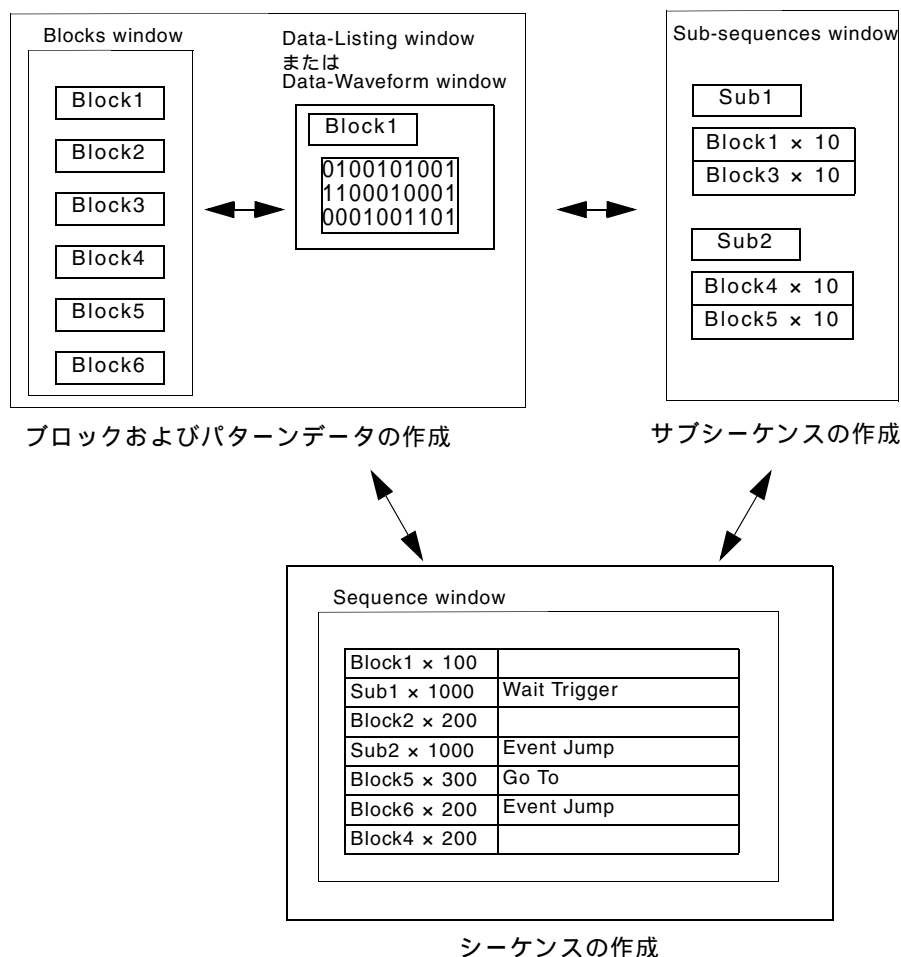 Blocks window
Block1
Block2
Block3
Block4
Block5
Block6
Data-Listing window
または
Data-Waveform window
Block1
0100101001
1100010001
0001001101
ブロックおよびパターンデータの作成
Sub-sequences window
Sub1
Block1 × 10
Block3 × 10
Sub2
Block4 × 10
Block5 × 10
サブシーケンスの作成
Sequence window
Block1 × 100
Sub1 × 1000 Wait Trigger
Block2 × 200
Sub2 × 1000 Event Jump
Block5 × 300 Go To
Block6 × 200 Event Jump
Block4 × 200
シーケンスの作成